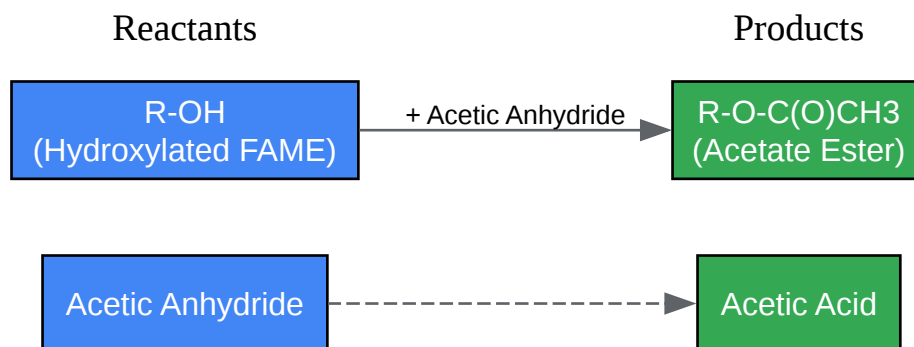 Reactants
Products
R-OH
(Hydroxylated FAME)
+ Acetic Anhydride
R-O-C(O)CH3
(Acetate Ester)
Acetic Anhydride
Acetic Acid